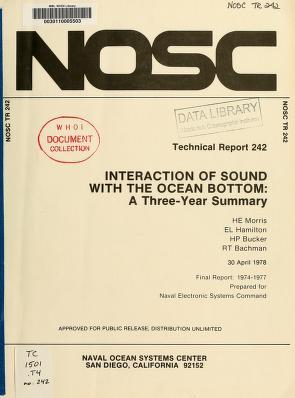 NOSC TR 242
MBL WHOI Library
0030110005503
NOSC
NOSC TR 242
NOSC TR 242
WHOI
DOCUMENT
COLLECTION
DATA LIBRARY
Woods Hole Oceanographic Institution
Technical Report 242
INTERACTION OF SOUND
WITH THE OCEAN BOTTOM:
A Three-Year Summary
HE Morris
EL Hamilton
HP Bucker
RT Bachman
30 April 1978
Final Report: 1974-1977
Prepared for
Naval Electronic Systems Command
APPROVED FOR PUBLIC RELEASE; DISTRIBUTION UNLIMITED
TC
1501
.T4
no. 242
NAVAL OCEAN SYSTEMS CENTER
SAN DIEGO, CALIFORNIA 92152